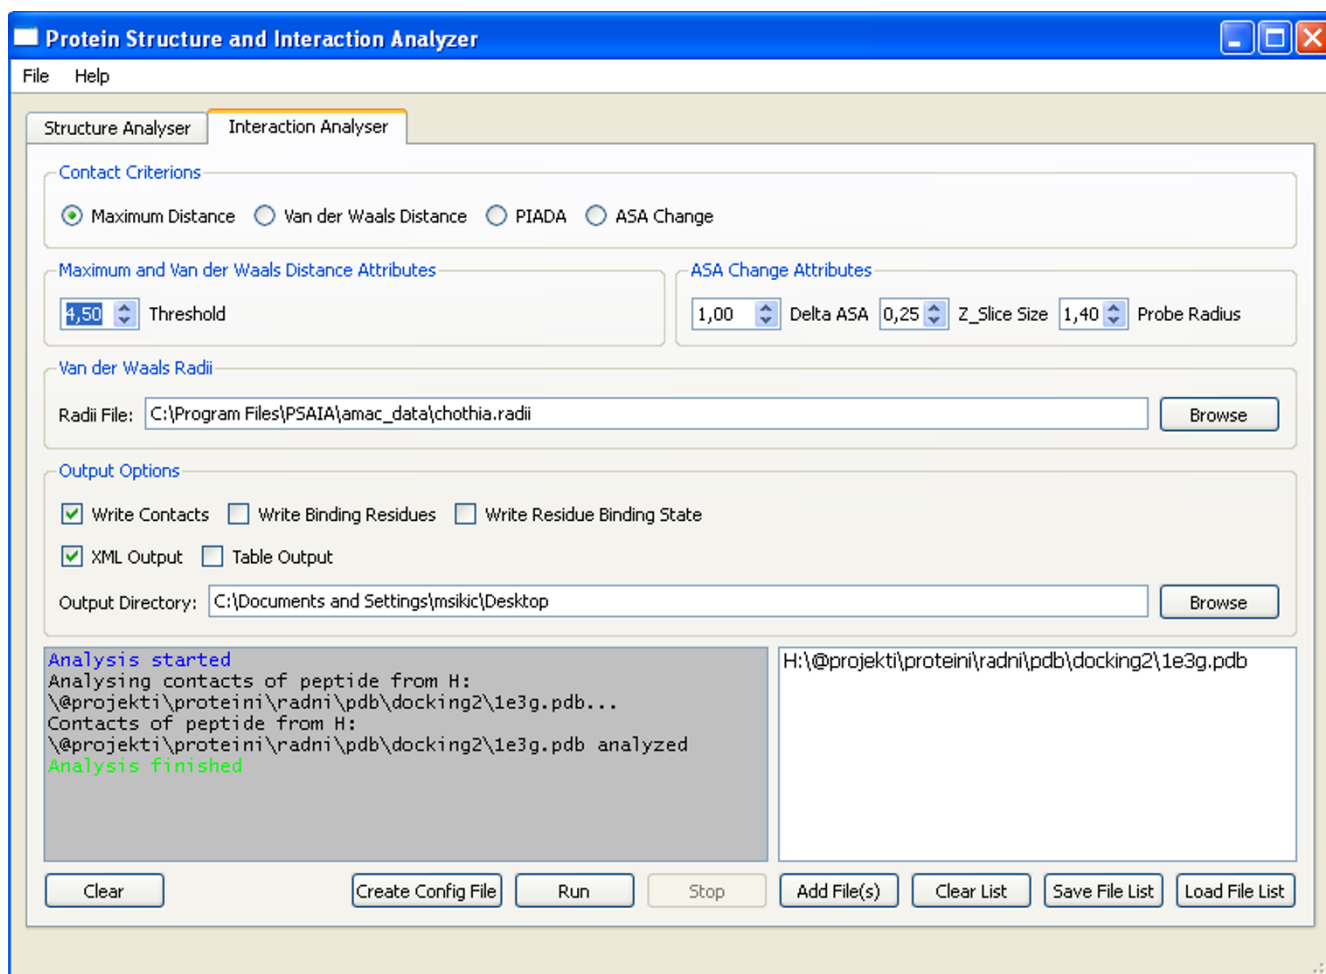 Protein Structure and Interaction Analyzer
File Help
Structure Analyser Interaction Analyser
Contact Criterions
Maximum Distance Van der Waals Distance PIADA ASA Change
Maximum and Van der Waals Distance Attributes ASA Change Attributes
4,50 Threshold 1,00 Delta ASA 0,25 Z_Slice Size 1,40 Probe Radius
Van der Waals Radii
Radii File: C:\Program Files\PSAIA\amac_data\chothia.radii Browse
Output Options
Write Contacts Write Binding Residues Write Residue Binding State
XML Output Table Output
Output Directory: C:\Documents and Settings\msikic\Desktop Browse
Analysis started
Analysing contacts of peptide from H:
\@projekti\proteini\radni\pdb\docking2\1e3g.pdb...
Contacts of peptide from H:
\@projekti\proteini\radni\pdb\docking2\1e3g.pdb analyzed
Analysis finished
H:\@projekti\proteini\radni\pdb\docking2\1e3g.pdb
Clear Create Config File Run Stop Add File(s) Clear List Save File List Load File List